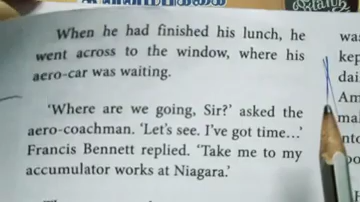 When he had finished his lunch, he
went across to the window, where his
aero-car was waiting.
'Where are we going, Sir?' asked the
aero-coachman. 'Let's see. I've got time...'
Francis Bennett replied. 'Take me to my
accumulator works at Niagara.'